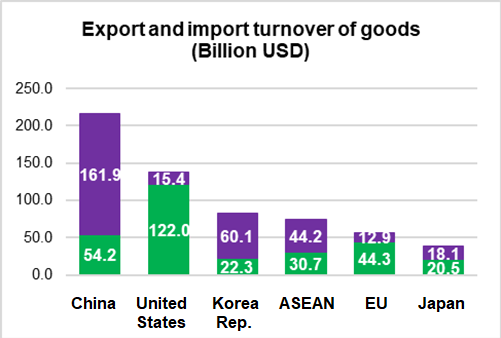 Export and import turnover of goods
(Billion USD)
250.0
200.0
150.0
100.0
50.0
0.0
161.9
54.2
15.4
122.0
60.1
22.3
44.2
30.7
12.9
44.3
18.1
20.5
China
United
States
Korea
Rep.
ASEAN
EU
Japan